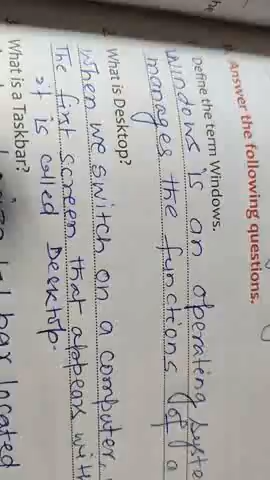 Answer the following questions.
Define the term Windows.
Windows is an operating syste
manages the functions of a
2 What is Desktop?
When we switch on a computer,
The first screen that appears with
it is called Desktop.
3 What is a Taskbar?
bar located